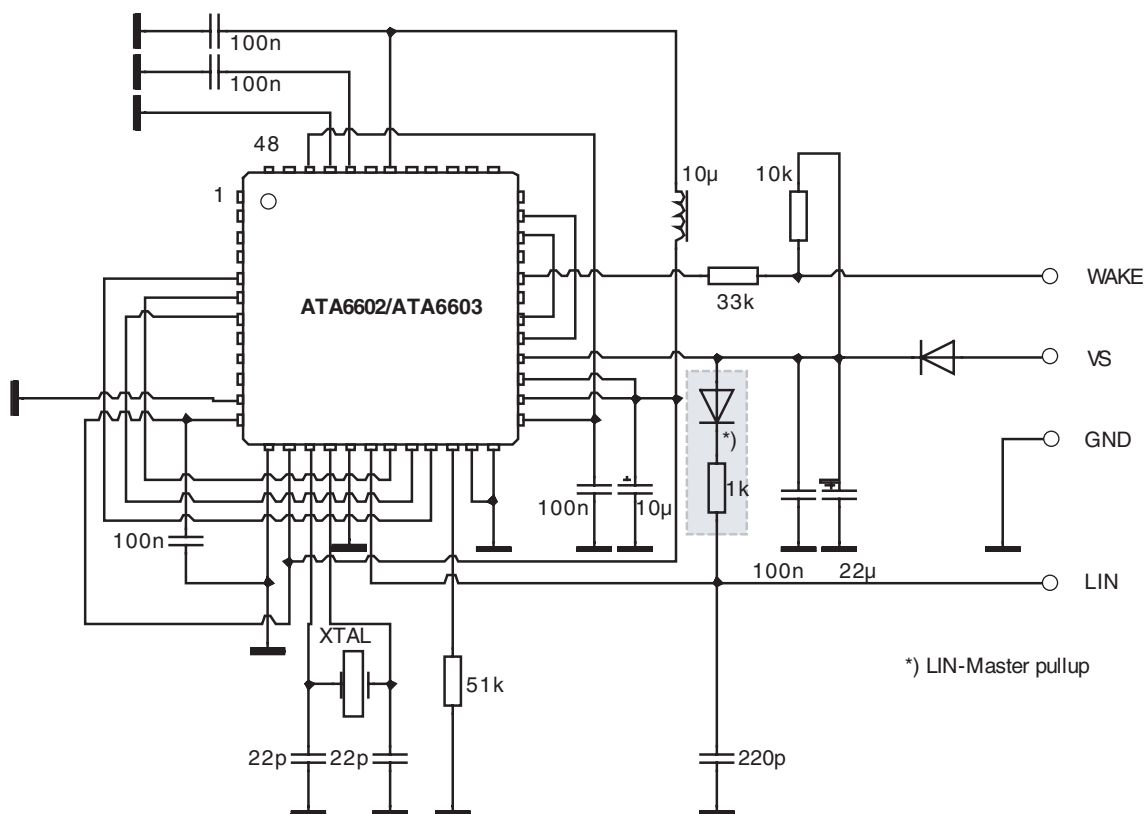 100n
100n
48
1
10µ
10k
ATA6602/ATA6603
33k
WAKE
VS
*)
GND
1k
100n
10µ
100n
100n
22µ
LIN
XTAL
*) LIN-Master pullup
51k
22p
22p
220p